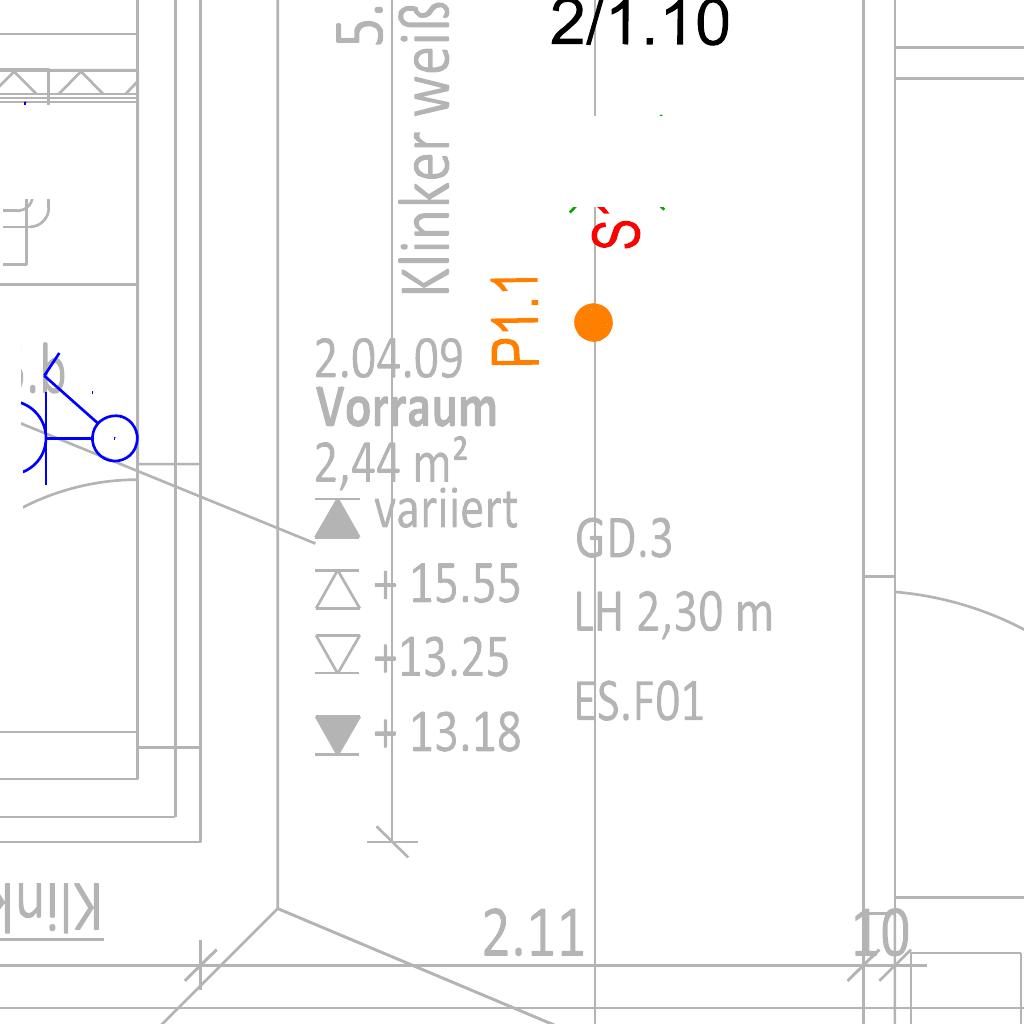 2/1.10
5.
Klinker weiß
S
P1.1
2.04.09
Vorraum
2,44 m²
variiert
+ 15.55
+13.25
+ 13.18
GD.3
LH 2,30 m
ES.F01
.b
Klink
2.11
10